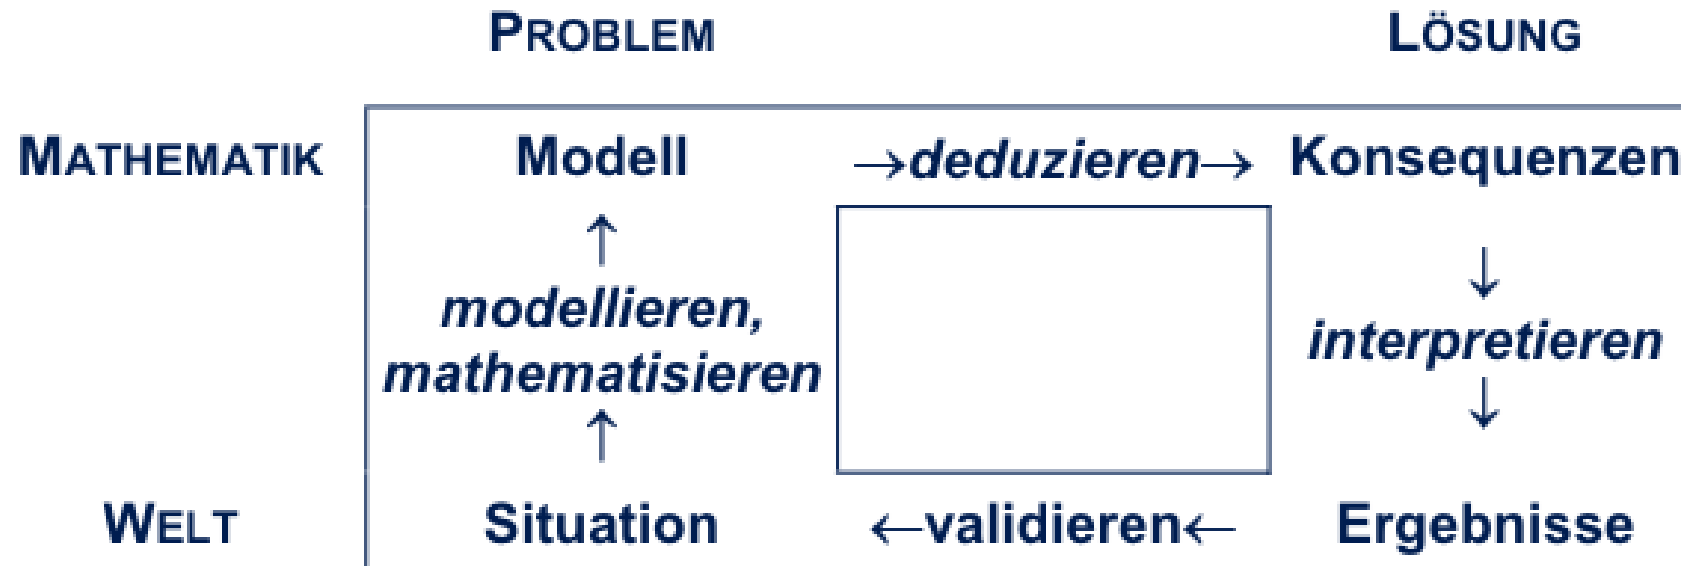 PROBLEM LÖSUNG
MATHEMATIK Modell →deduzieren→ Konsequenzen
↑ ↓
modellieren,
interpretieren
mathematisieren
↑ ↓
WELT Situation ←validieren← Ergebnisse